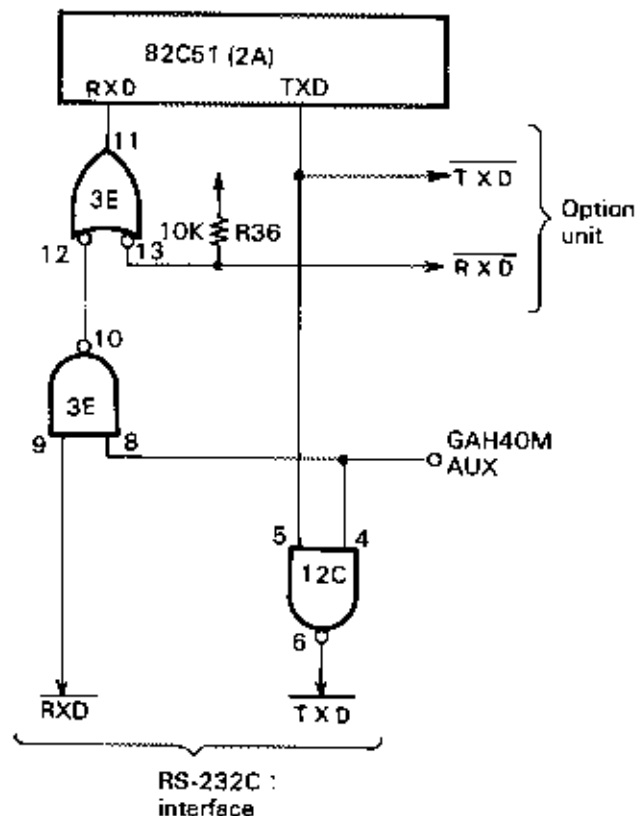 82C51 (2A)
RXD TXD
11
3E
12 13
10K R36
TXD
RXD
Option
unit
10
3E
9 8
GAH40M
AUX
5 4
12C
6
RXD
TXD
RS-232C :
interface